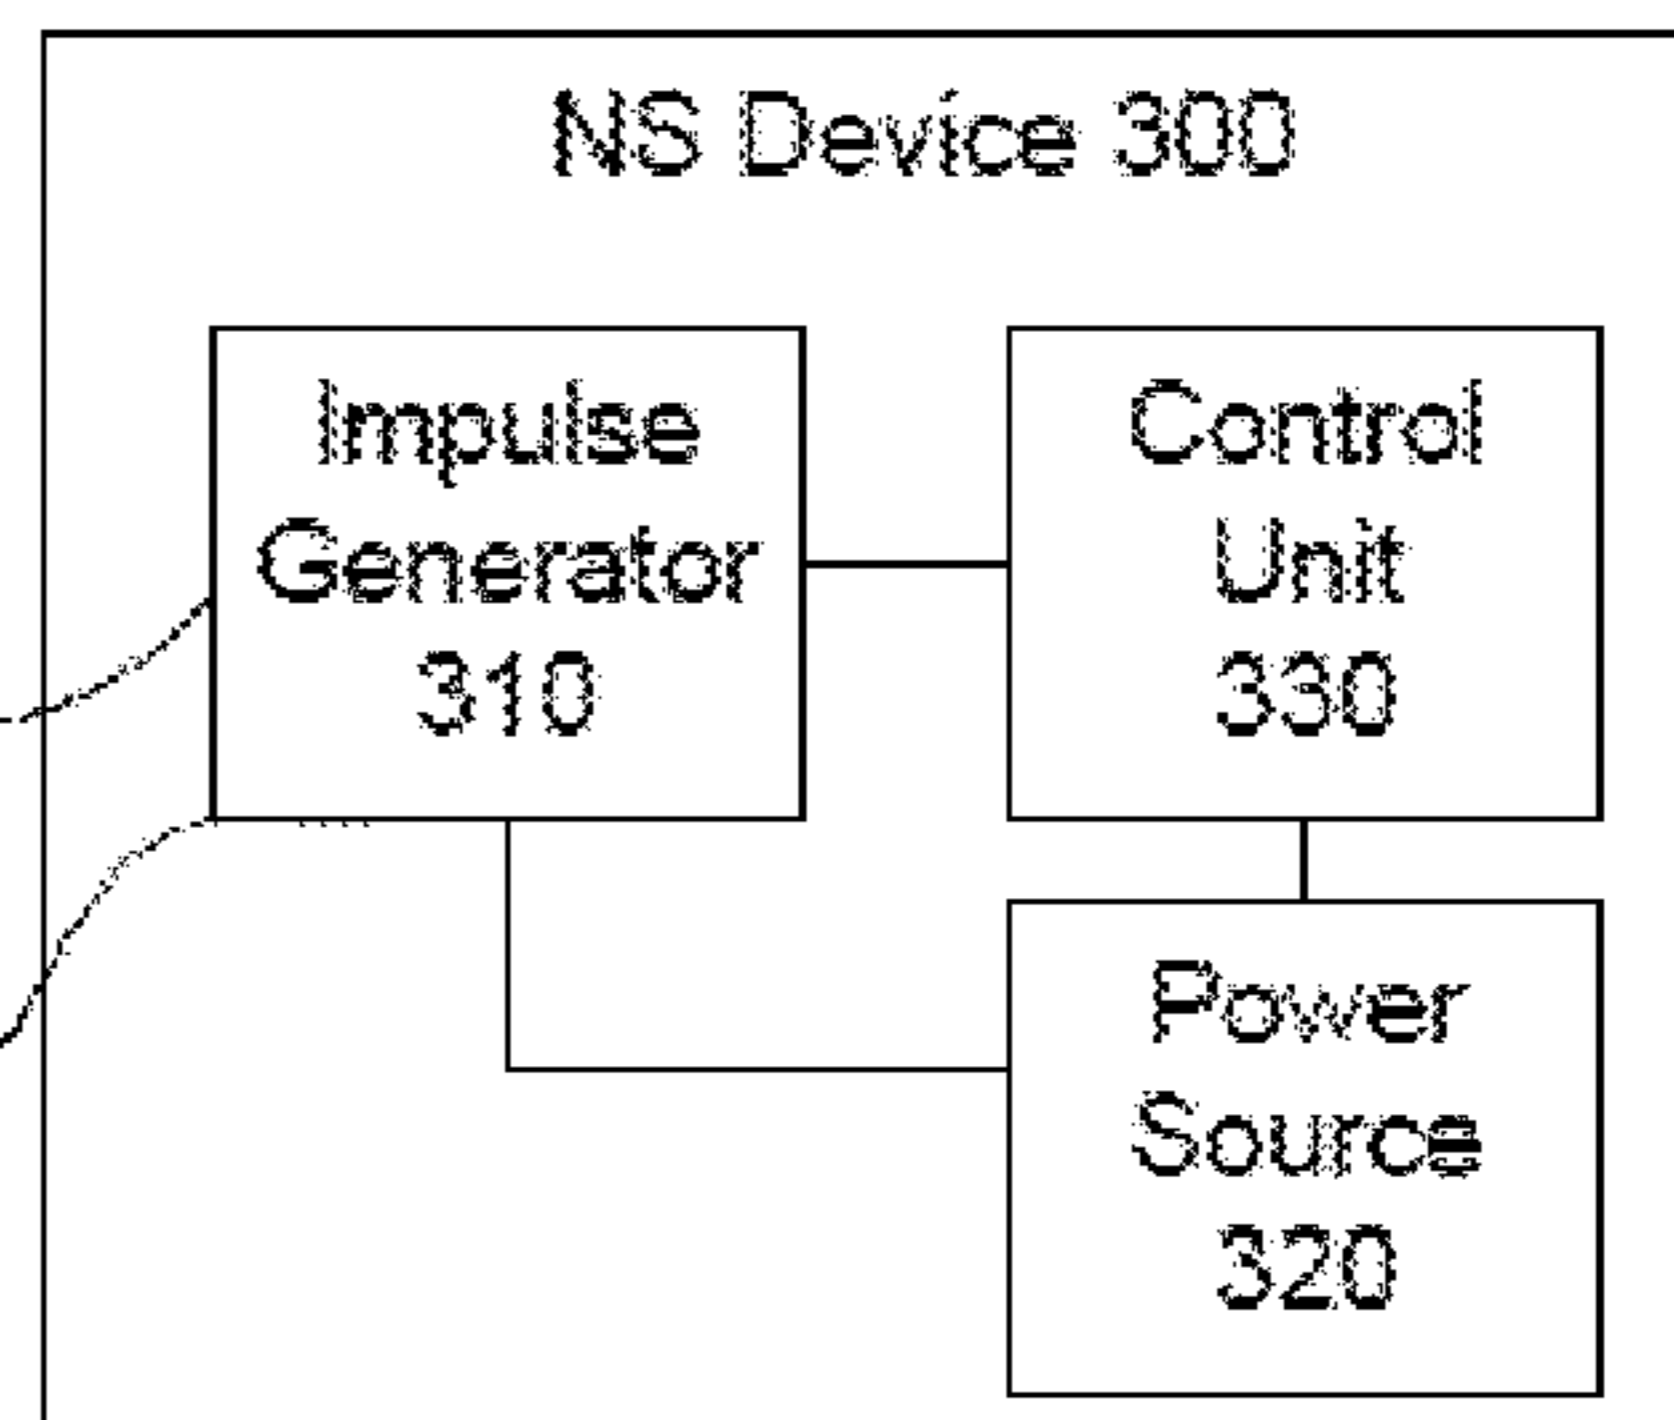 NS Device 300
Impulse
Generator
310
Control
Unit
330
Power
Source
320